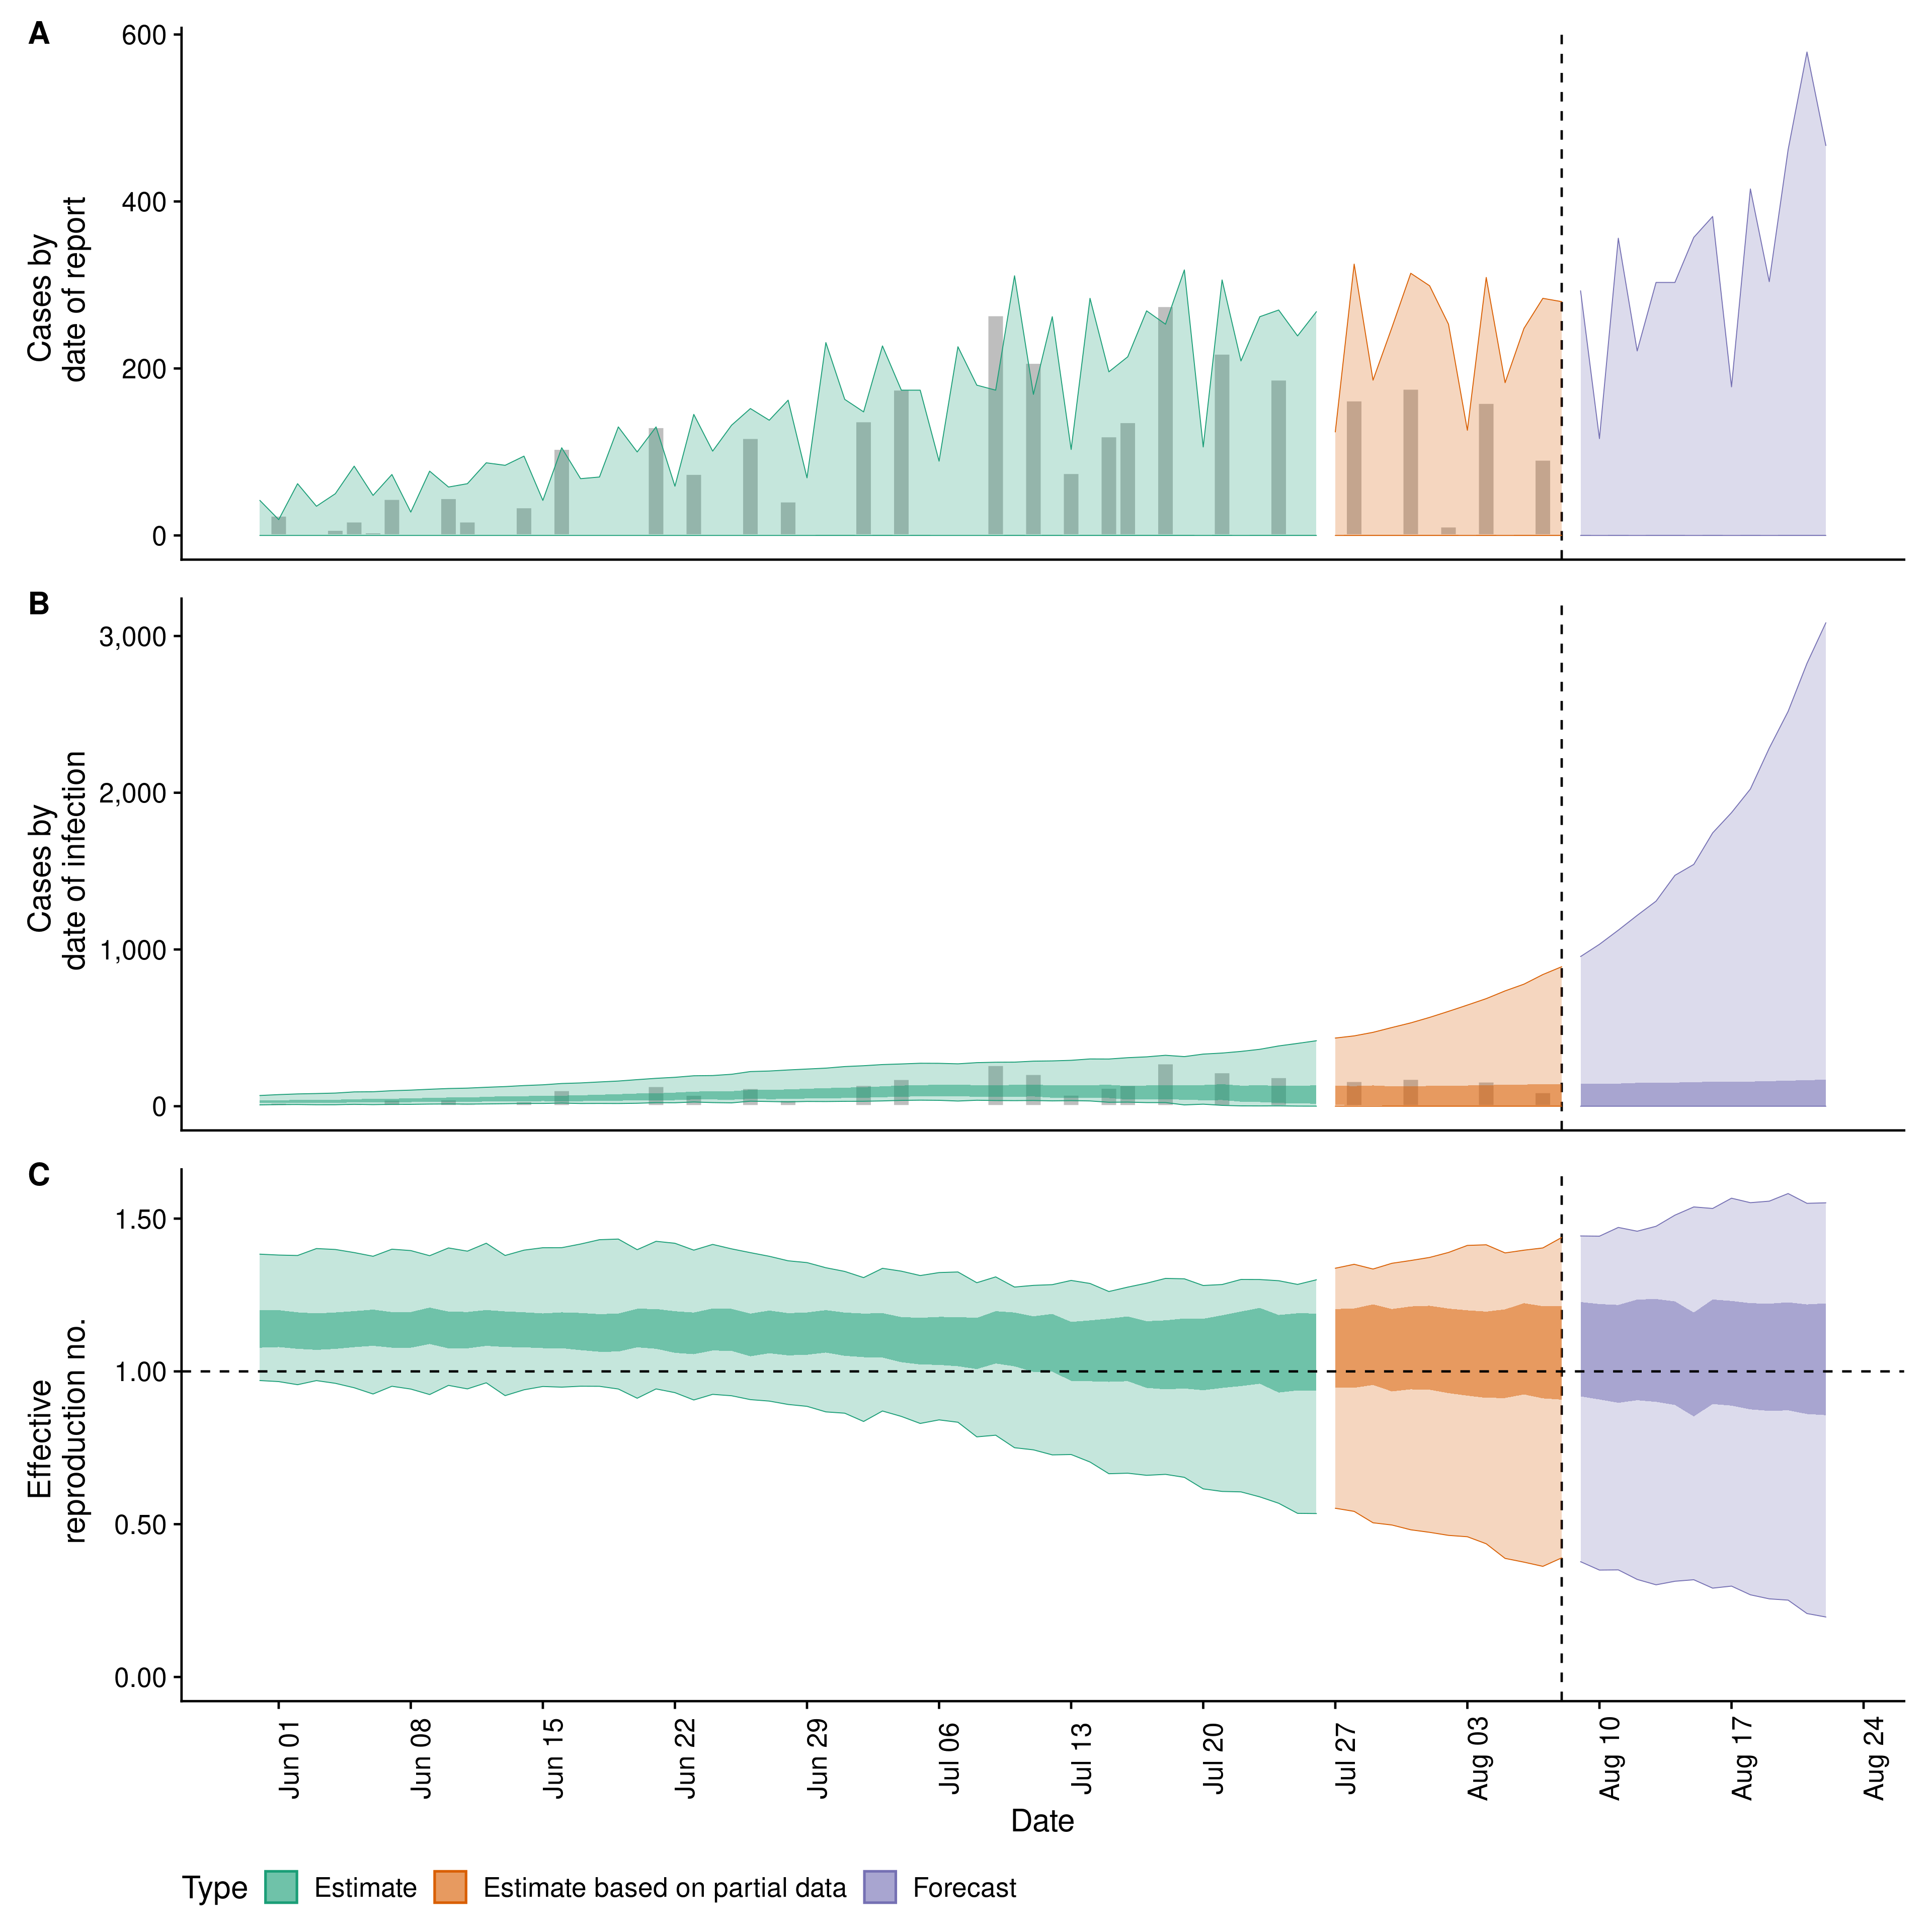 A
600
400
200
0
Cases by
date of report
B
3,000
2,000
1,000
0
Cases by
date of infection
C
1.50
1.00
0.50
0.00
Effective
reproduction no.
Jun 01
Jun 08
Jun 15
Jun 22
Jun 29
Jul 06
Jul 13
Jul 20
Jul 27
Aug 03
Aug 10
Aug 17
Aug 24
Date
Type Estimate Estimate based on partial data Forecast